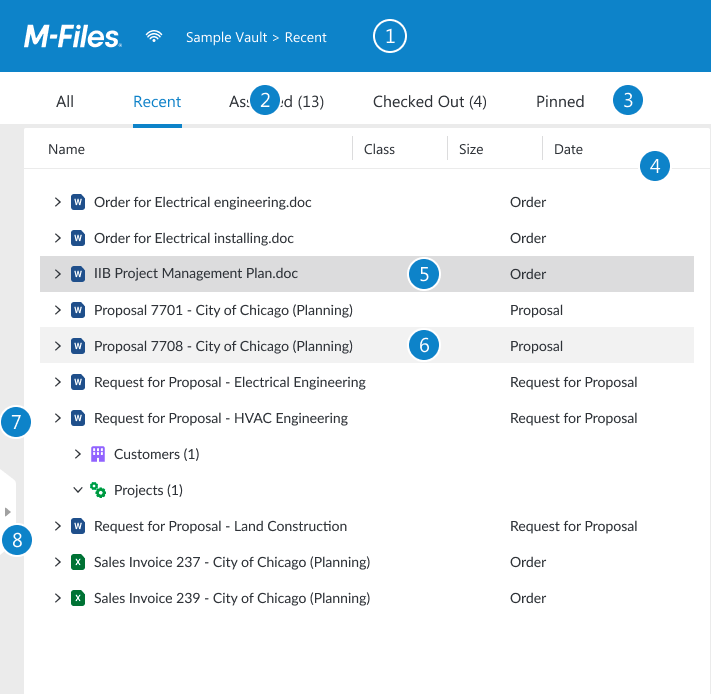 M-Files. Sample Vault > Recent 1
All Recent 2 (13) Checked Out (4) Pinned 3
Name Class Size Date
4
W Order for Electrical engineering.doc Order
W Order for Electrical installing.doc Order
W IIB Project Management Plan.doc 5 Order
W Proposal 7701 - City of Chicago (Planning) Proposal
W Proposal 7708 - City of Chicago (Planning) 6 Proposal
W Request for Proposal - Electrical Engineering Request for Proposal
7 W Request for Proposal - HVAC Engineering Request for Proposal
Customers (1)
Projects (1)
8 W Request for Proposal - Land Construction Request for Proposal
X Sales Invoice 237 - City of Chicago (Planning) Order
X Sales Invoice 239 - City of Chicago (Planning) Order